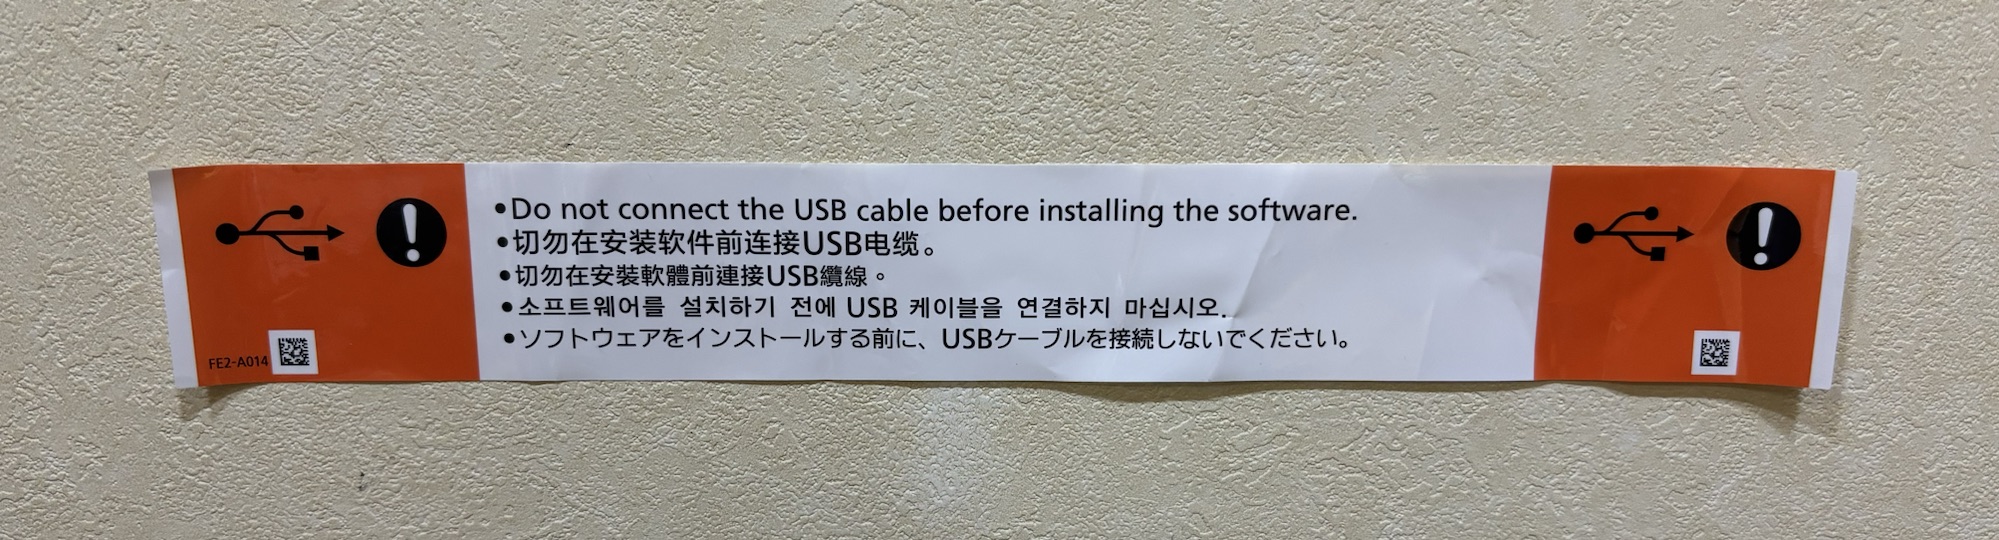 •Do not connect the USB cable before installing the software.
•切勿在安装软件前连接USB电缆。
•切勿在安裝軟體前連接USB纜線。
•소프트웨어를 설치하기 전에 USB 케이블을 연결하지 마십시오.
•ソフトウェアをインストールする前に、USBケーブルを接続しないでください。
FE2-A014